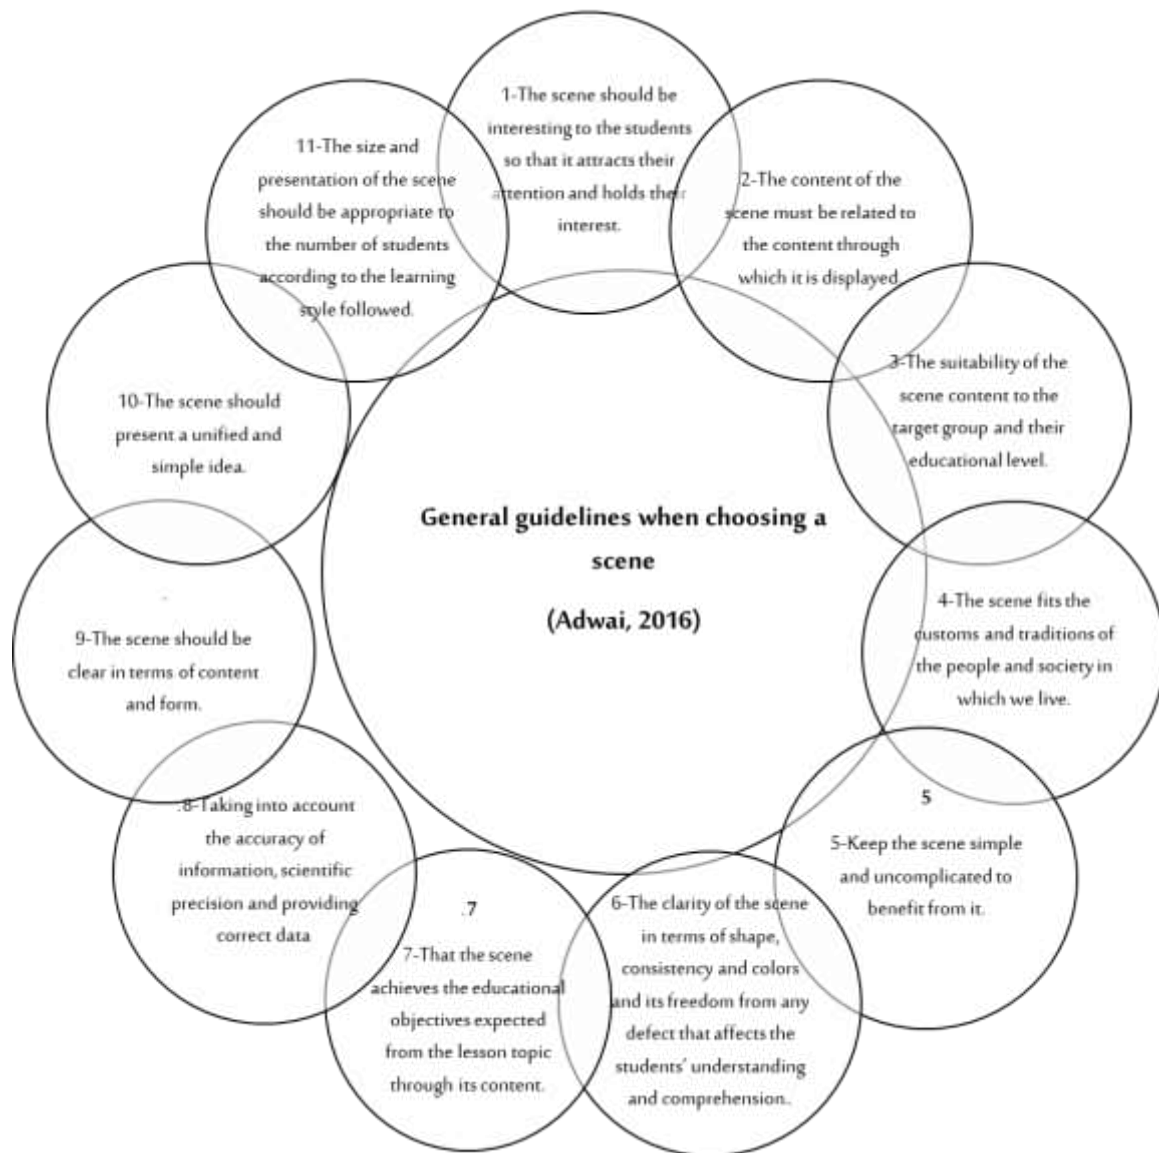 1-The scene should be
interesting to the students
so that it attracts their
attention and holds their
interest.
2-The content of the
scene must be related to
the content through
which it is displayed
3-The suitability of the
scene content to the
target group and their
educational level.
4-The scene fits the
customs and traditions of
the people and society in
which we live.
5
5-Keep the scene simple
and uncomplicated to
benefit from it.
6-The clarity of the scene
in terms of shape,
consistency and colors
and its freedom from any
defect that affects the
students’ understanding
and comprehension..
.7
7-That the scene
achieves the educational
objectives expected
from the lesson topic
through its content.
.8-Taking into account
the accuracy of
information, scientific
precision and providing
correct data
9-The scene should be
clear in terms of content
and form.
10-The scene should
present a unified and
simple idea.
11-The size and
presentation of the scene
should be appropriate to
the number of students
according to the learning
style followed.
General guidelines when choosing a
scene
(Adwai, 2016)